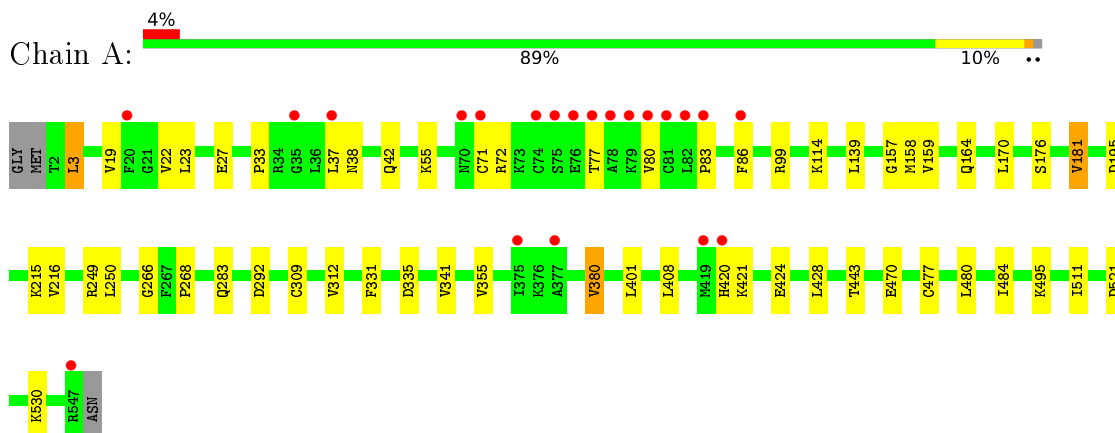 4%
Chain A:
89% 10% ••
GLY MET T2 L3 V19 F20 G21 V22 L23 E27 P33 R34 G35 L36 L37 N38 Q42 K55 N70 C71 R72 K73 C74 S75 E76 T77 A78 K79 V80 C81 L82 P83 F86 R99 K114 L139 G157 M158 V159 Q164 L170 S176 V181 D195
K215 V216 R249 L250 G266 F267 P268 Q283 D292 C309 V312 F331 D335 V341 V355 I375 K376 A377 V380 L401 L408 M419 H420 K421 E424 L428 T443 E470 C477 L480 I484 K495 I511 D521
K530 R547 ASN